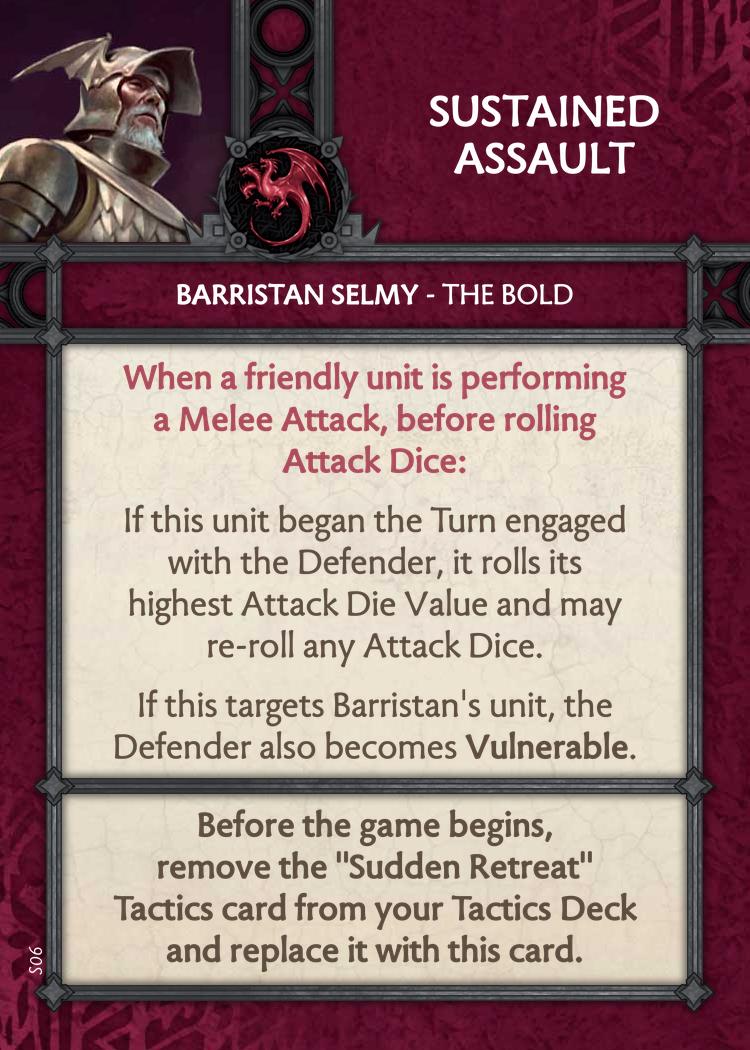 SUSTAINED
ASSAULT
BARRISTAN SELMY - THE BOLD
When a friendly unit is performing
a Melee Attack, before rolling
Attack Dice:
If this unit began the Turn engaged
with the Defender, it rolls its
highest Attack Die Value and may
re-roll any Attack Dice.
If this targets Barristan's unit, the
Defender also becomes Vulnerable.
Before the game begins,
remove the "Sudden Retreat"
Tactics card from your Tactics Deck
and replace it with this card.
S06